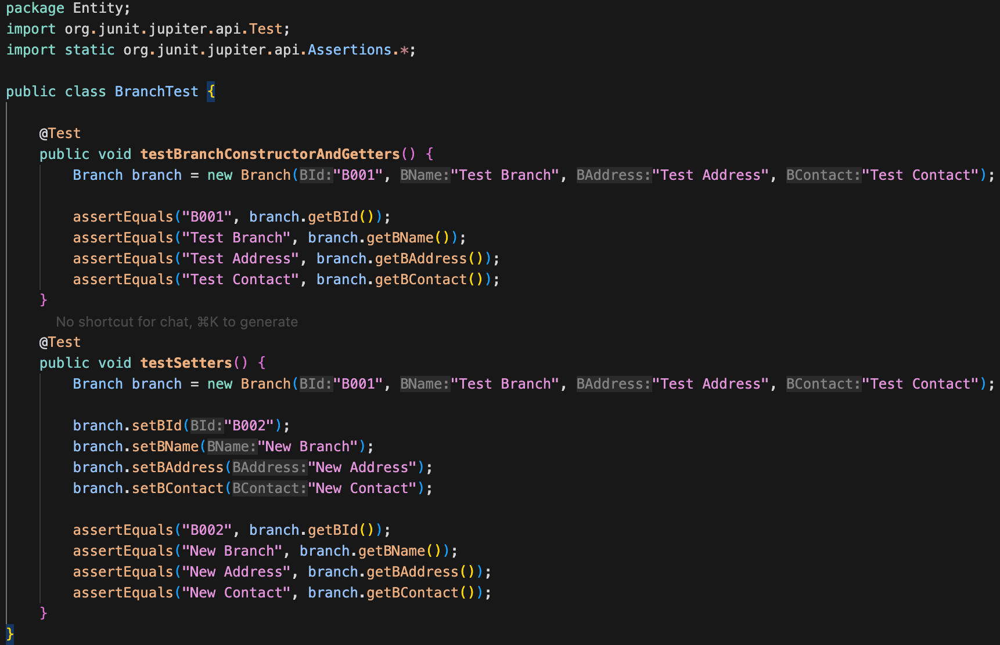 package Entity;
import org.junit.jupiter.api.Test;
import static org.junit.jupiter.api.Assertions.*;
public class BranchTest {
@Test
public void testBranchConstructorAndGetters() {
Branch branch = new Branch(BId:"B001", BName:"Test Branch", BAddress:"Test Address", BContact:"Test Contact");
assertEquals("B001", branch.getBId());
assertEquals("Test Branch", branch.getBName());
assertEquals("Test Address", branch.getBAddress());
assertEquals("Test Contact", branch.getBContact());
}
No shortcut for chat, ⌘K to generate
@Test
public void testSetters() {
Branch branch = new Branch(BId:"B001", BName:"Test Branch", BAddress:"Test Address", BContact:"Test Contact");
branch.setBId(BId:"B002");
branch.setBName(BName:"New Branch");
branch.setBAddress(BAddress:"New Address");
branch.setBContact(BContact:"New Contact");
assertEquals("B002", branch.getBId());
assertEquals("New Branch", branch.getBName());
assertEquals("New Address", branch.getBAddress());
assertEquals("New Contact", branch.getBContact());
}
}